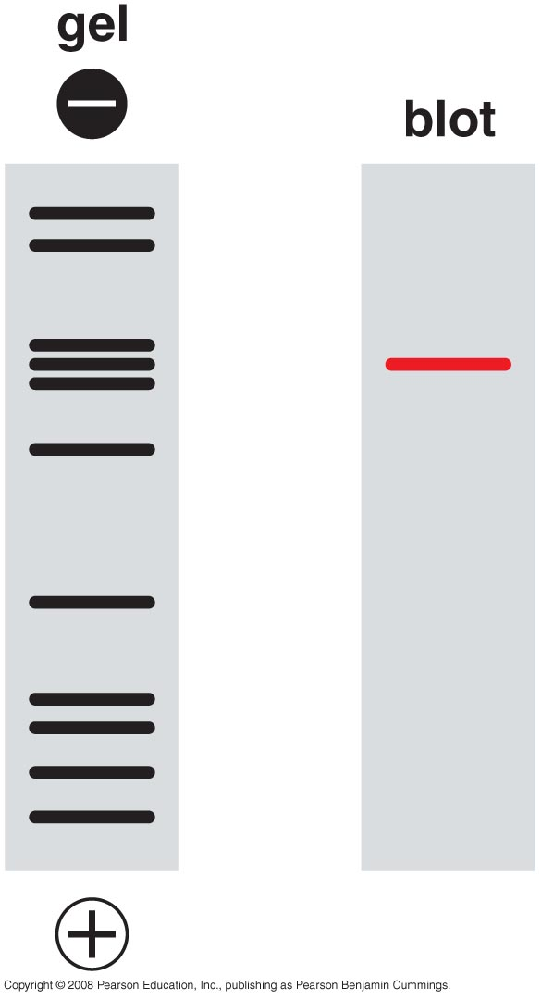 gel
−
blot
+
Copyright © 2008 Pearson Education, Inc., publishing as Pearson Benjamin Cummings.